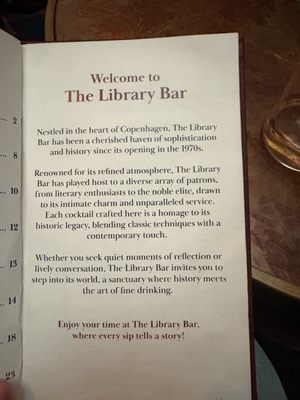 Welcome to
The Library Bar
Nestled in the heart of Copenhagen, The Library
Bar has been a cherished haven of sophistication
and history since its opening in the 1970s.
Renowned for its refined atmosphere, The Library
Bar has played host to a diverse array of patrons,
from literary enthusiasts to the noble elite, drawn
to its intimate charm and unparalleled service.
Each cocktail crafted here is a homage to its
historic legacy, blending classic techniques with a
contemporary touch.
Whether you seek quiet moments of reflection or
lively conversation, The Library Bar invites you to
step into its world, a sanctuary where history meets
the art of fine drinking.
Enjoy your time at The Library Bar,
where every sip tells a story!
2
8
10
12
13
14
18
23